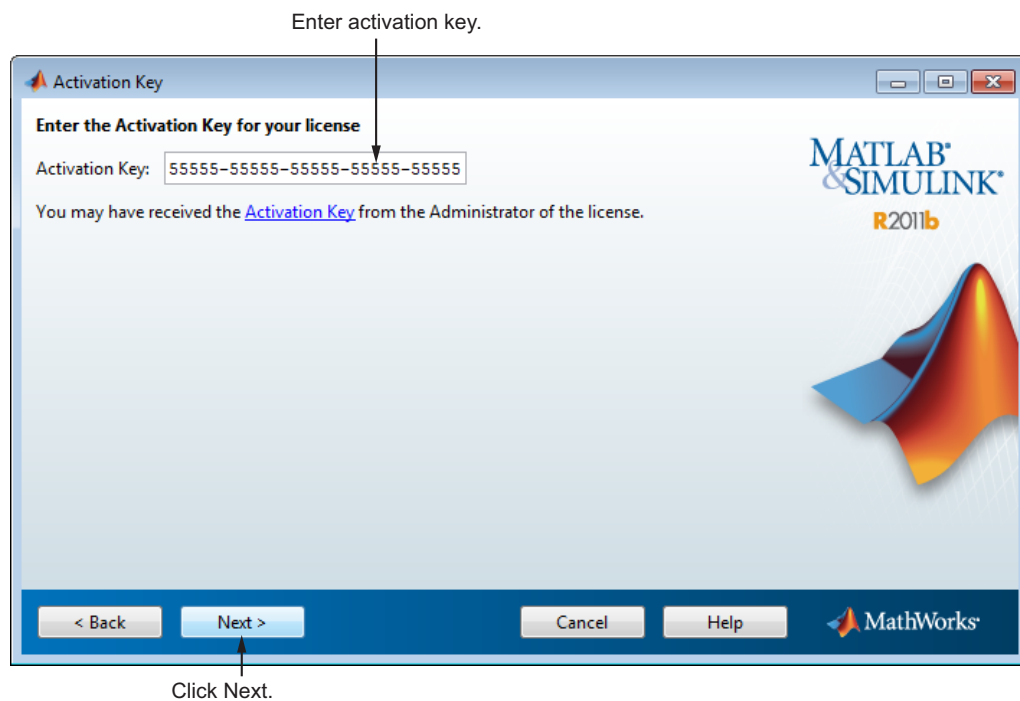 Enter activation key.
Activation Key
Enter the Activation Key for your license
Activation Key: 55555-55555-55555-55555-55555
You may have received the Activation Key from the Administrator of the license.
MATLAB®
&SIMULINK®
R2011b
< Back Next > Cancel Help MathWorks®
Click Next.